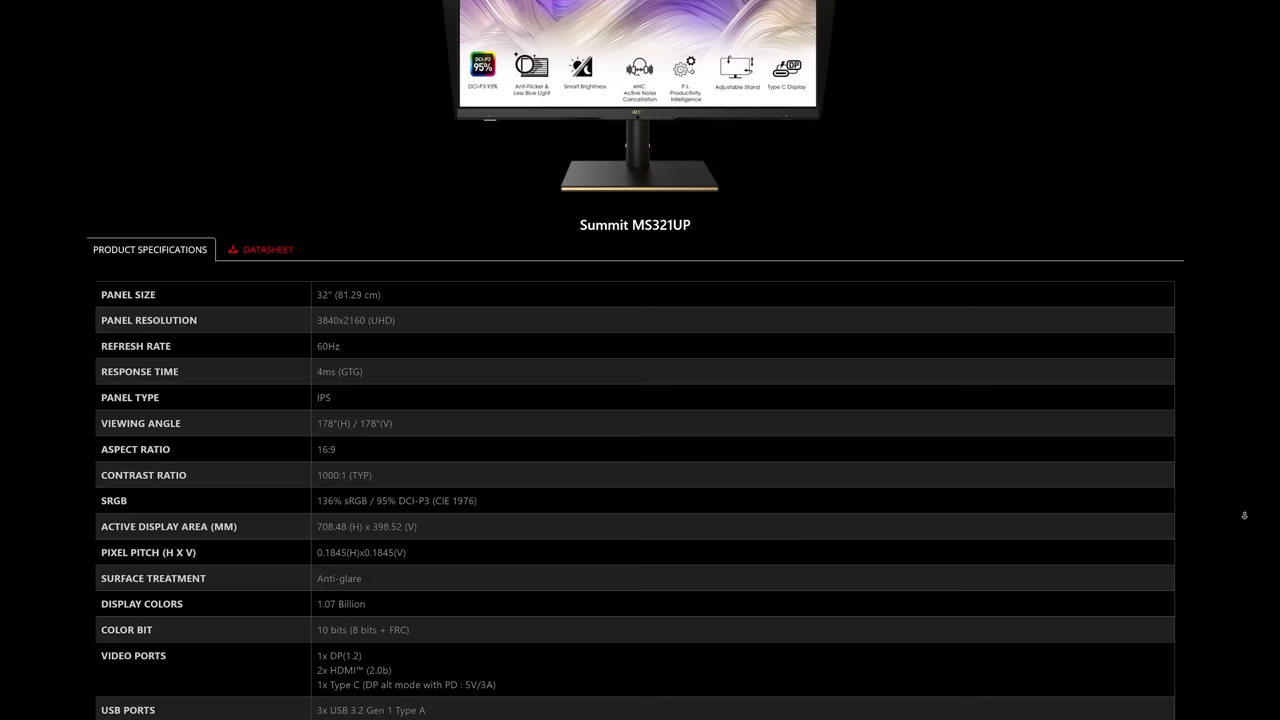 DCI-P3
95%
DCI-P3 95%
Anti-Flicker &
Less Blue Light
Smart Brightness
ANC
Active Noise
Cancellation
P.I.
Productivity
Intelligence
Adjustable Stand
DP
Type C Display
Summit MS321UP
PRODUCT SPECIFICATIONS
DATASHEET
PANEL SIZE 32" (81.29 cm)
PANEL RESOLUTION 3840x2160 (UHD)
REFRESH RATE 60Hz
RESPONSE TIME 4ms (GTG)
PANEL TYPE IPS
VIEWING ANGLE 178°(H) / 178°(V)
ASPECT RATIO 16:9
CONTRAST RATIO 1000:1 (TYP)
SRGB 136% sRGB / 95% DCI-P3 (CIE 1976)
ACTIVE DISPLAY AREA (MM) 708.48 (H) x 398.52 (V)
PIXEL PITCH (H X V) 0.1845(H)x0.1845(V)
SURFACE TREATMENT Anti-glare
DISPLAY COLORS 1.07 Billion
COLOR BIT 10 bits (8 bits + FRC)
VIDEO PORTS 1x DP(1.2)
2x HDMI™ (2.0b)
1x Type C (DP alt mode with PD : 5V/3A)
USB PORTS 3x USB 3.2 Gen 1 Type A